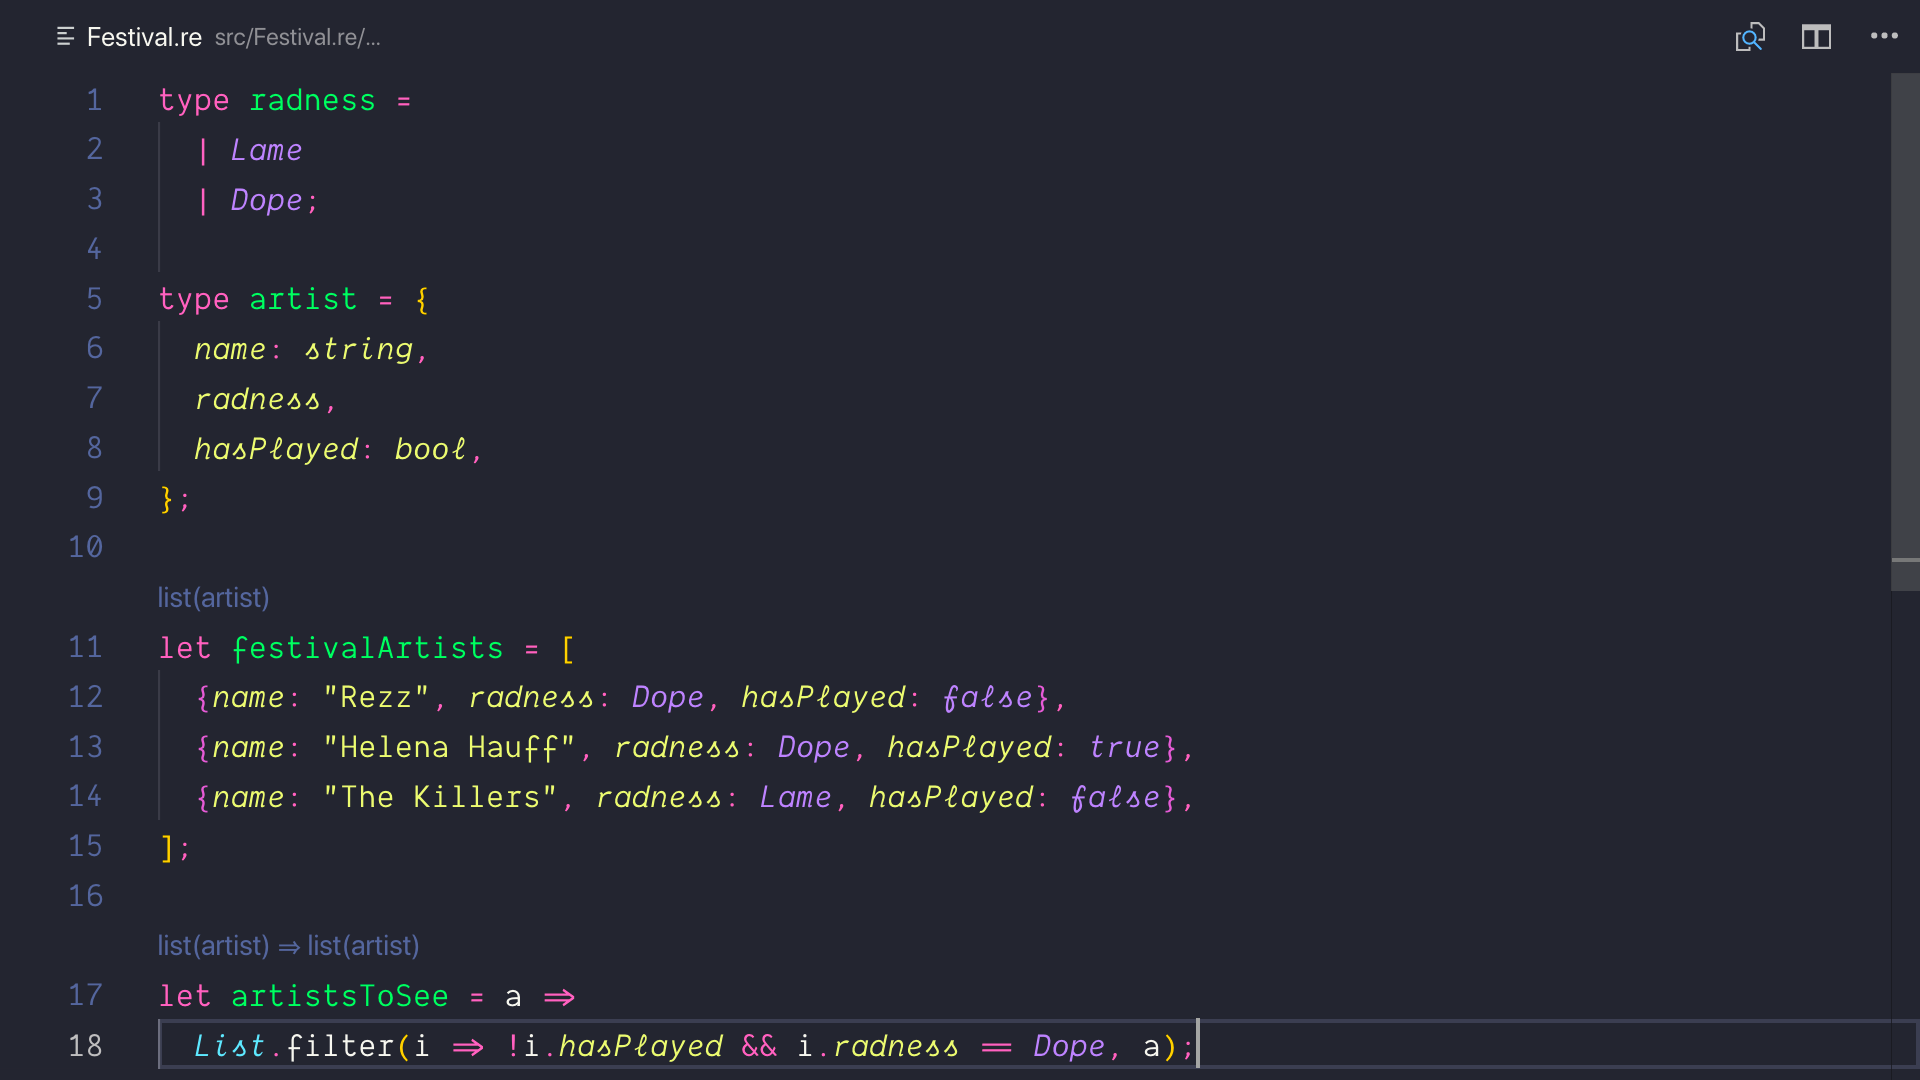 Festival.re src/Festival.re/...
1 type radness =
2   | Lame
3   | Dope;
4
5 type artist = {
6   name: string,
7   radness,
8   hasPlayed: bool,
9 };
10
list(artist)
11 let festivalArtists = [
12   {name: "Rezz", radness: Dope, hasPlayed: false},
13   {name: "Helena Hauff", radness: Dope, hasPlayed: true},
14   {name: "The Killers", radness: Lame, hasPlayed: false},
15 ];
16
list(artist) => list(artist)
17 let artistsToSee = a =>
18   List.filter(i => !i.hasPlayed && i.radness == Dope, a);